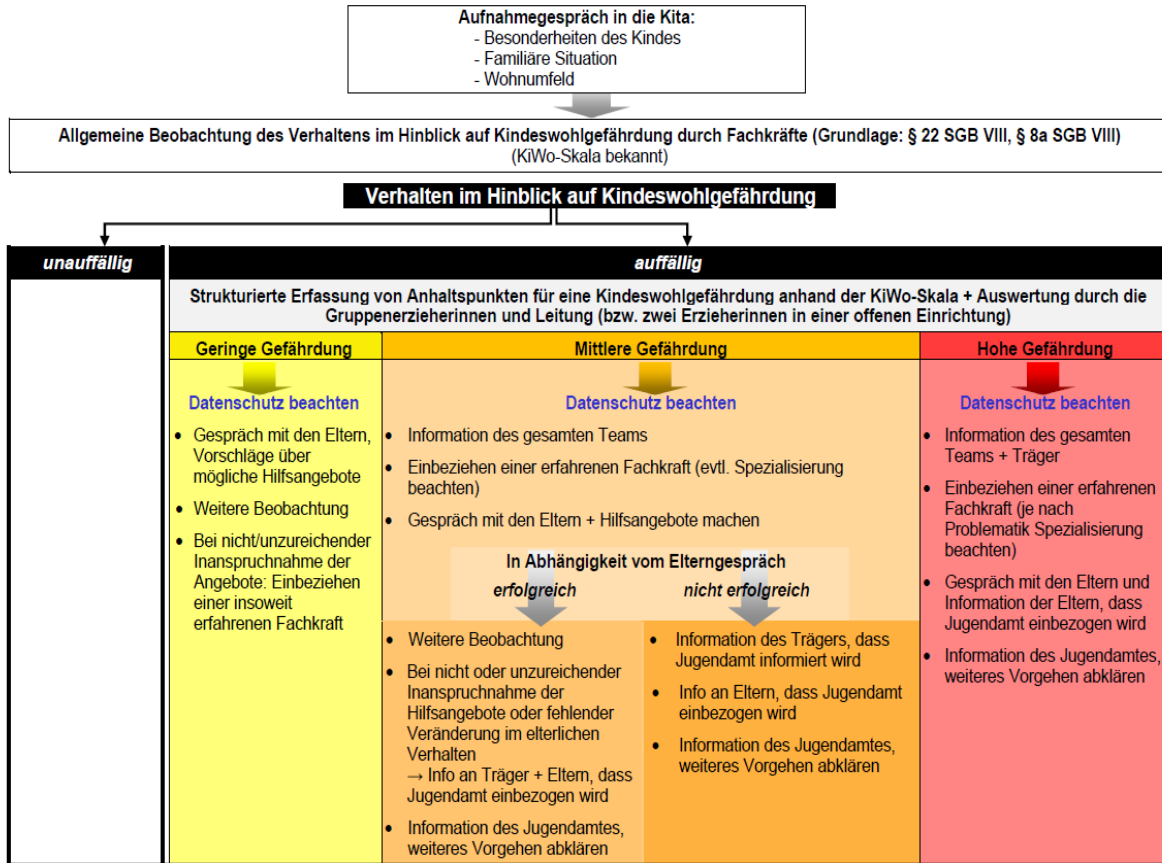 Aufnahmegespräch in die Kita:
- Besonderheiten des Kindes
- Familiäre Situation
- Wohnumfeld
Allgemeine Beobachtung des Verhaltens im Hinblick auf Kindeswohlgefährdung durch Fachkräfte (Grundlage: § 22 SGB VIII, § 8a SGB VIII)
(KiWo-Skala bekannt)
Verhalten im Hinblick auf Kindeswohlgefährdung
unauffällig
auffällig
Strukturierte Erfassung von Anhaltspunkten für eine Kindeswohlgefährdung anhand der KiWo-Skala + Auswertung durch die
Gruppenerzieherinnen und Leitung (bzw. zwei Erzieherinnen in einer offenen Einrichtung)
Geringe Gefährdung
Datenschutz beachten
• Gespräch mit den Eltern,
Vorschläge über
mögliche Hilfsangebote
• Weitere Beobachtung
• Bei nicht/unzureichender
Inanspruchnahme der
Angebote: Einbeziehen
einer insoweit
erfahrenen Fachkraft
Mittlere Gefährdung
Datenschutz beachten
• Information des gesamten Teams
• Einbeziehen einer erfahrenen Fachkraft (evtl. Spezialisierung
beachten)
• Gespräch mit den Eltern + Hilfsangebote machen
In Abhängigkeit vom Elterngespräch
erfolgreich
nicht erfolgreich
• Weitere Beobachtung
• Bei nicht oder unzureichender
Inanspruchnahme der
Hilfsangebote oder fehlender
Veränderung im elterlichen
Verhalten
→ Info an Träger + Eltern, dass
Jugendamt einbezogen wird
• Information des Jugendamtes,
weiteres Vorgehen abklären
• Information des Trägers, dass
Jugendamt informiert wird
• Info an Eltern, dass Jugendamt
einbezogen wird
• Information des Jugendamtes,
weiteres Vorgehen abklären
Hohe Gefährdung
Datenschutz beachten
• Information des gesamten
Teams + Träger
• Einbeziehen einer erfahrenen
Fachkraft (je nach
Problematik Spezialisierung
beachten)
• Gespräch mit den Eltern und
Information der Eltern, dass
Jugendamt einbezogen wird
• Information des Jugendamtes,
weiteres Vorgehen abklären